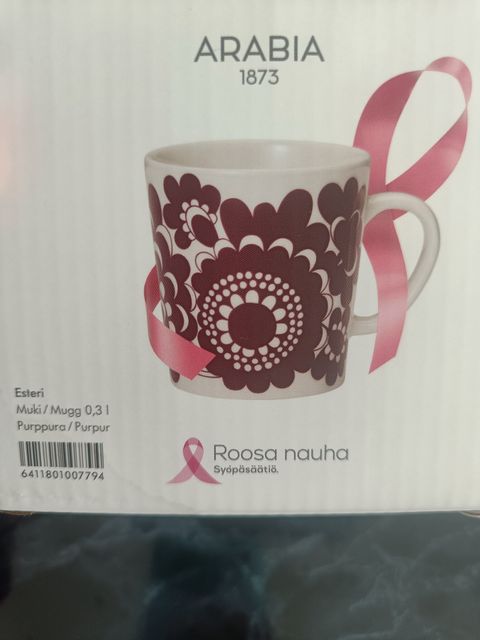 ARABIA
1873
Esteri
Muki / Mugg 0,3 l
Purppura / Purpur
6411801007794
Roosa nauha
Syöpäsäätiö.